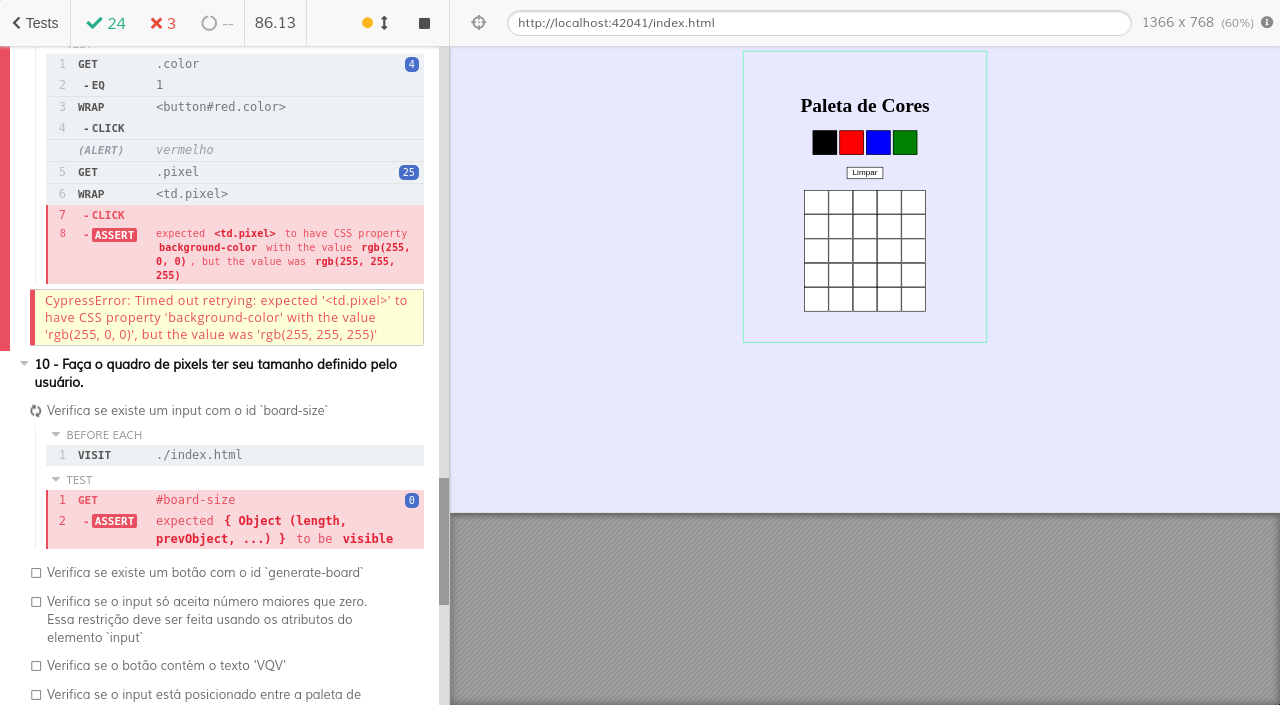 Tests 24 3 -- 86.13 http://localhost:42041/index.html 1366 x 768 (60%)
TEST
1 GET .color 4
2 - EQ 1
3 WRAP <button#red.color>
4 - CLICK
(ALERT) vermelho
5 GET .pixel 25
6 WRAP <td.pixel>
7 - CLICK
8 - ASSERT expected <td.pixel> to have CSS property
background-color with the value rgb(255,
0, 0) , but the value was rgb(255, 255,
255)
CypressError: Timed out retrying: expected '<td.pixel>' to
have CSS property 'background-color' with the value
'rgb(255, 0, 0)', but the value was 'rgb(255, 255, 255)'
10 - Faça o quadro de pixels ter seu tamanho definido pelo
usuário.
Verifica se existe um input com o id `board-size`
BEFORE EACH
1 VISIT ./index.html
TEST
1 GET #board-size 0
2 - ASSERT expected { Object (length,
prevObject, ...) } to be visible
Verifica se existe um botão com o id `generate-board`
Verifica se o input só aceita número maiores que zero.
Essa restrição deve ser feita usando os atributos do
elemento `input`
Verifica se o botão contém o texto 'VQV'
Verifica se o input está posicionado entre a paleta de
Paleta de Cores
Limpar